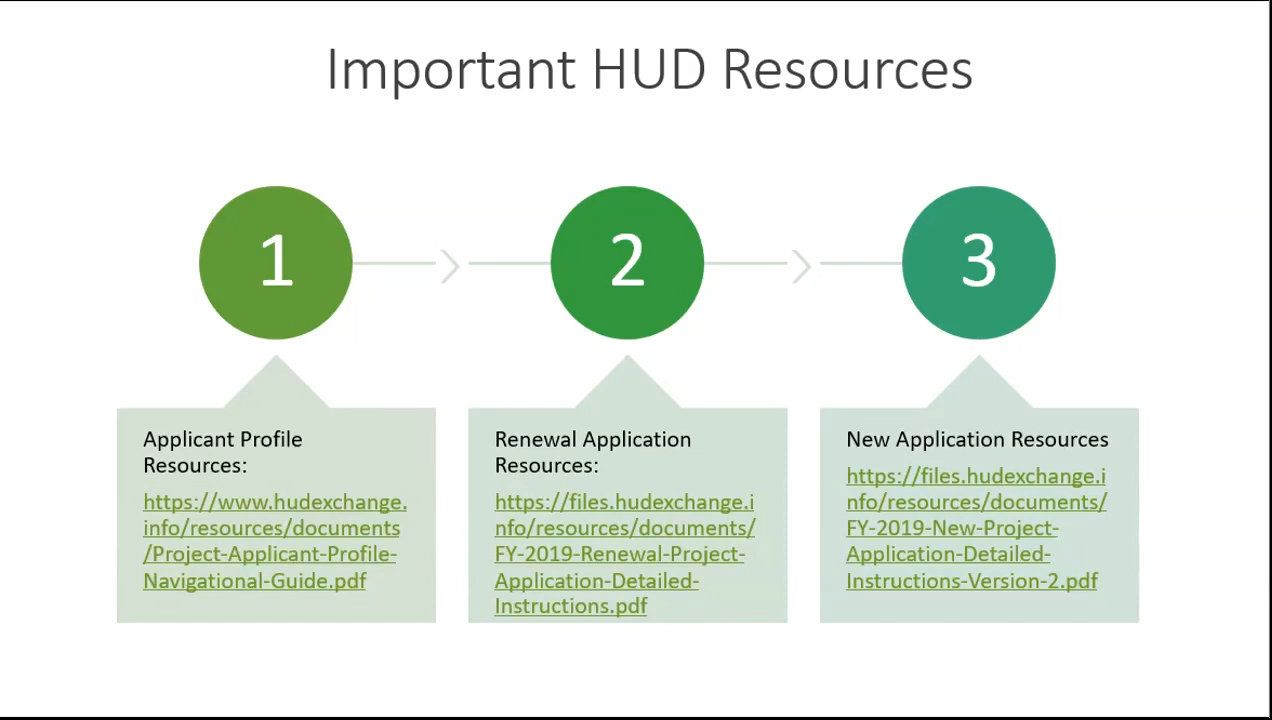 Important HUD Resources
1
2
3
Applicant Profile
Resources:
https://www.hudexchange.
info/resources/documents
/Project-Applicant-Profile-
Navigational-Guide.pdf
Renewal Application
Resources:
https://files.hudexchange.i
nfo/resources/documents/
FY-2019-Renewal-Project-
Application-Detailed-
Instructions.pdf
New Application Resources
https://files.hudexchange.i
nfo/resources/documents/
FY-2019-New-Project-
Application-Detailed-
Instructions-Version-2.pdf